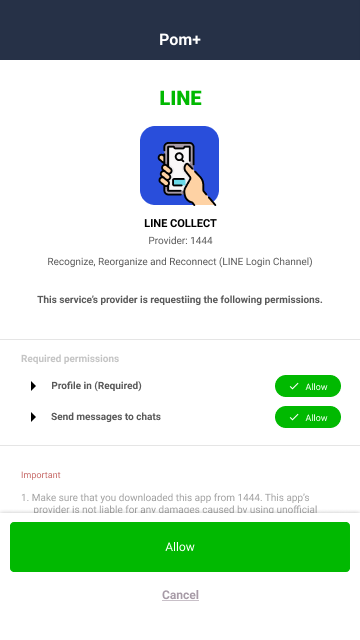 Pom+
LINE
LINE COLLECT
Provider: 1444
Recognize, Reorganize and Reconnect (LINE Login Channel)
This service's provider is requestiing the following permissions.
Required permissions
Profile in (Required)
Allow
Send messages to chats
Allow
Important
1. Make sure that you downloaded this app from 1444. This app's
provider is not liable for any damages caused by using unofficial
Allow
Cancel